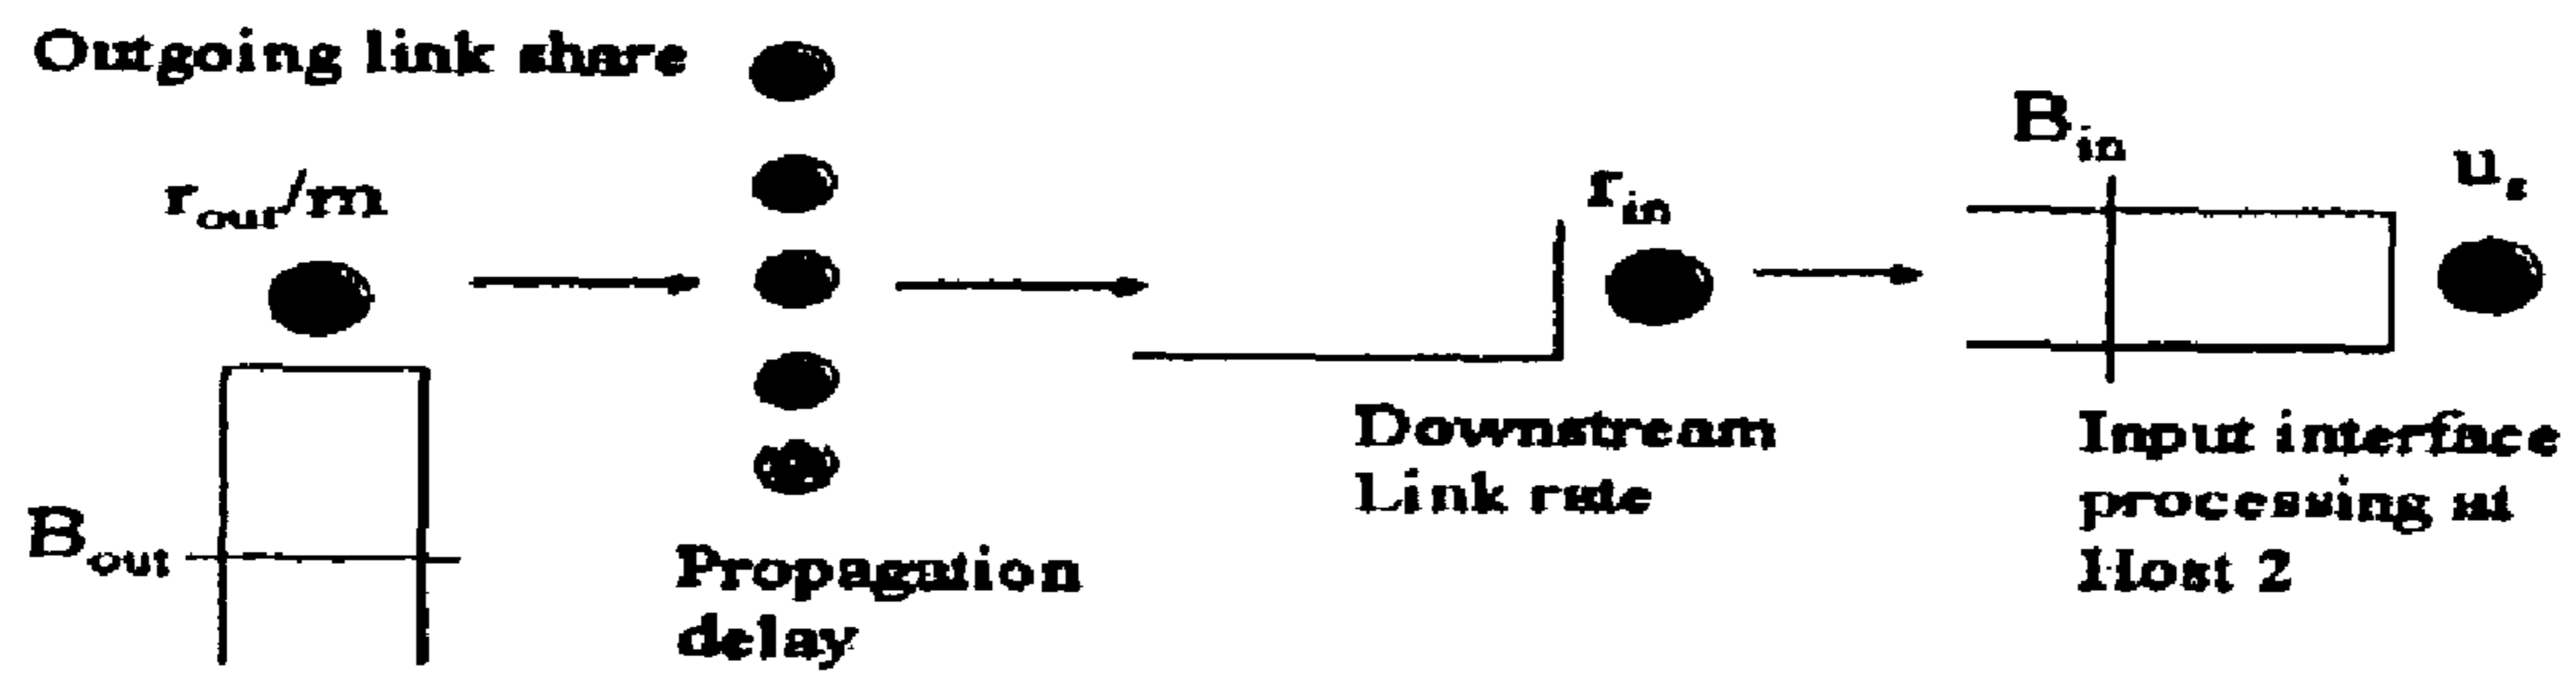 Outgoing link share
r_out/m
B_out
Propagation
delay
r_in
Downstream
Link rate
B_in
u_s
Input interface
processing at
Host 2